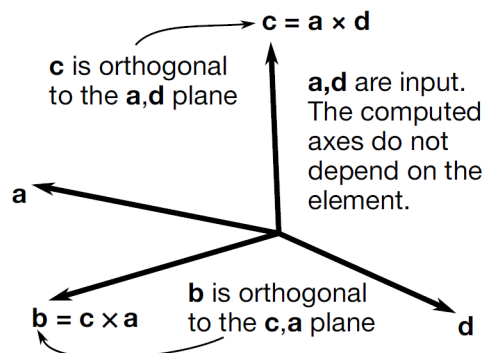 c = a × d
c is orthogonal
to the a,d plane
a,d are input.
The computed
axes do not
depend on the
element.
a
b = c × a
b is orthogonal
to the c,a plane
d